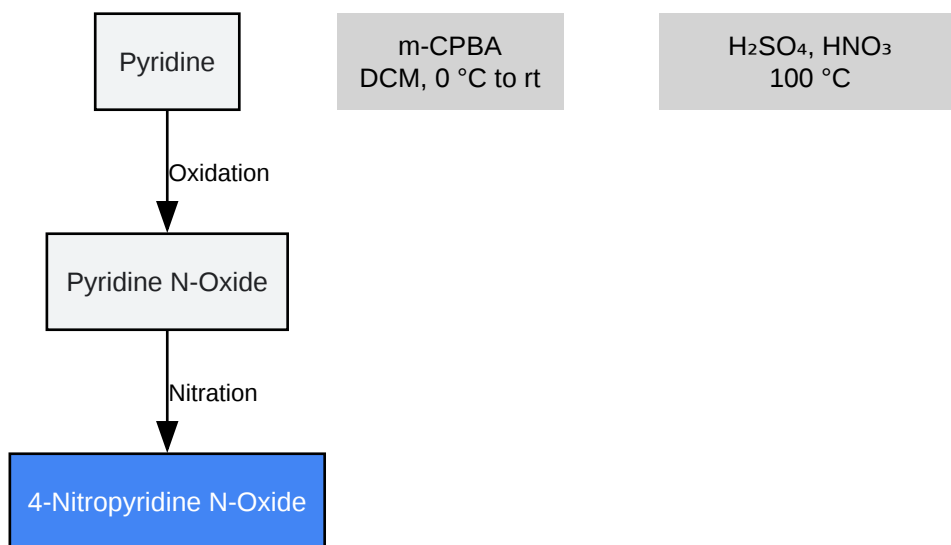 Pyridine
m-CPBA
DCM, 0 °C to rt
H₂SO₄, HNO₃
100 °C
Oxidation
Pyridine N-Oxide
Nitration
4-Nitropyridine N-Oxide